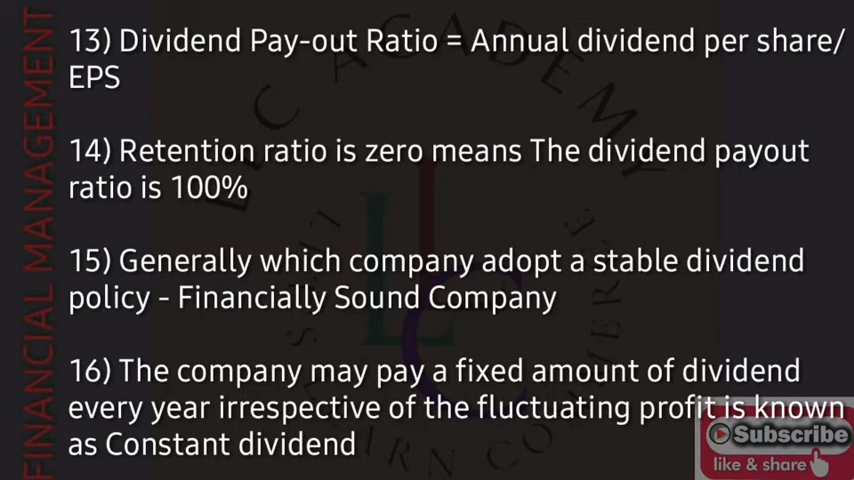 FINANCIAL MANAGEMENT
13) Dividend Pay-out Ratio = Annual dividend per share/
EPS
14) Retention ratio is zero means The dividend payout
ratio is 100%
15) Generally which company adopt a stable dividend
policy - Financially Sound Company
16) The company may pay a fixed amount of dividend
every year irrespective of the fluctuating profit is known
as Constant dividend
Subscribe
like & share